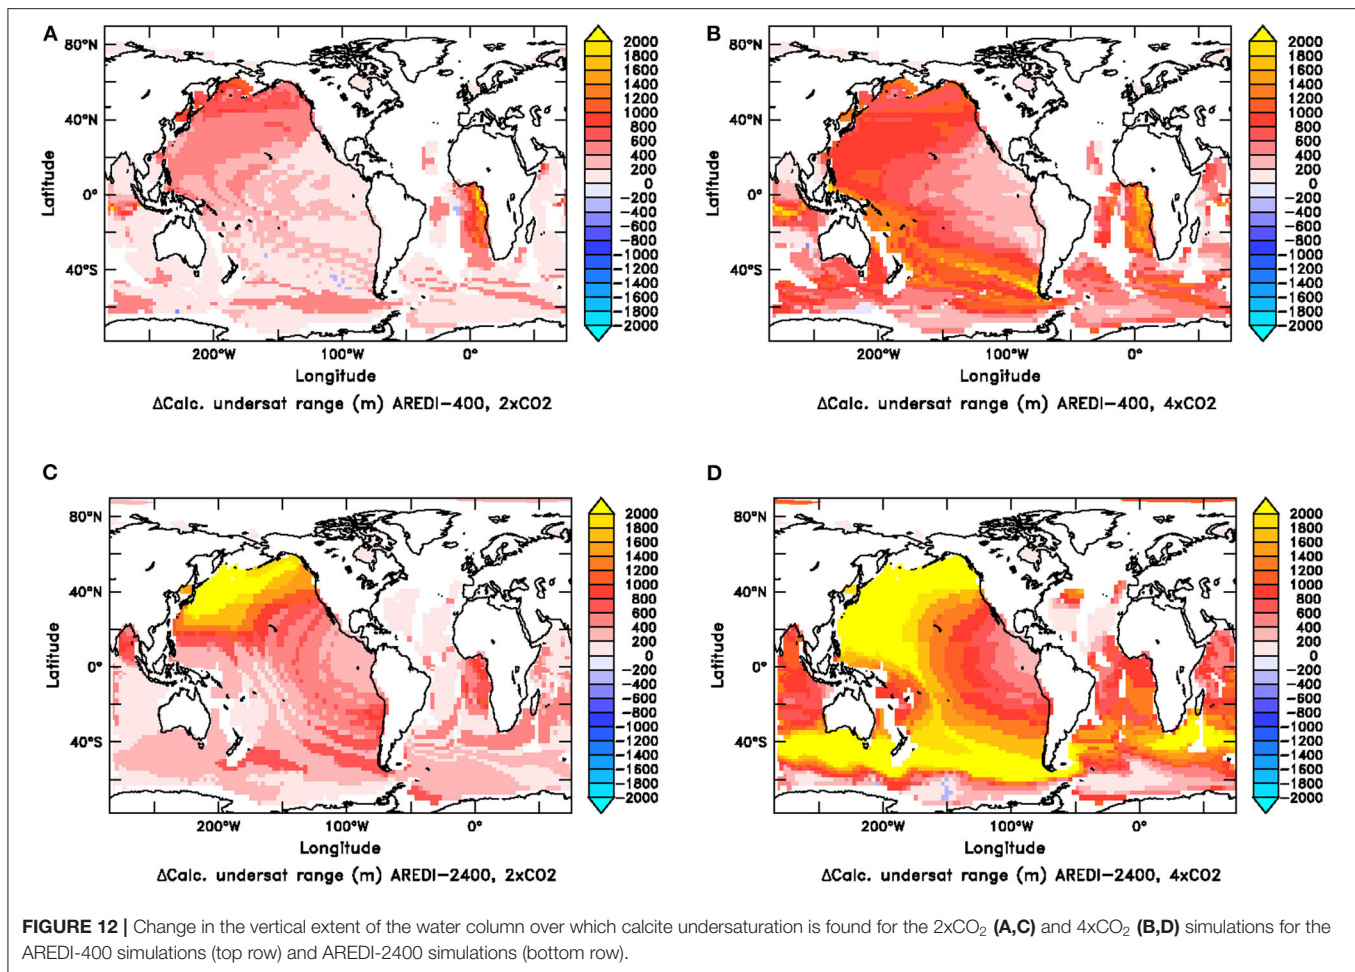 A
80°N
40°N
0°
40°S
Latitude
200°W 100°W 0°
Longitude
ΔCalc. undersat range (m) AREDI-400, 2xCO2
2000
1800
1600
1400
1200
1000
800
600
400
200
0
-200
-400
-600
-800
-1000
-1200
-1400
-1600
-1800
-2000
B
80°N
40°N
0°
40°S
Latitude
200°W 100°W 0°
Longitude
ΔCalc. undersat range (m) AREDI-400, 4xCO2
2000
1800
1600
1400
1200
1000
800
600
400
200
0
-200
-400
-600
-800
-1000
-1200
-1400
-1600
-1800
-2000
C
80°N
40°N
0°
40°S
Latitude
200°W 100°W 0°
Longitude
ΔCalc. undersat range (m) AREDI-2400, 2xCO2
2000
1800
1600
1400
1200
1000
800
600
400
200
0
-200
-400
-600
-800
-1000
-1200
-1400
-1600
-1800
-2000
D
80°N
40°N
0°
40°S
Latitude
200°W 100°W 0°
Longitude
ΔCalc. undersat range (m) AREDI-2400, 4xCO2
2000
1800
1600
1400
1200
1000
800
600
400
200
0
-200
-400
-600
-800
-1000
-1200
-1400
-1600
-1800
-2000
FIGURE 12 | Change in the vertical extent of the water column over which calcite undersaturation is found for the 2xCO₂ (A,C) and 4xCO₂ (B,D) simulations for the
AREDI-400 simulations (top row) and AREDI-2400 simulations (bottom row).